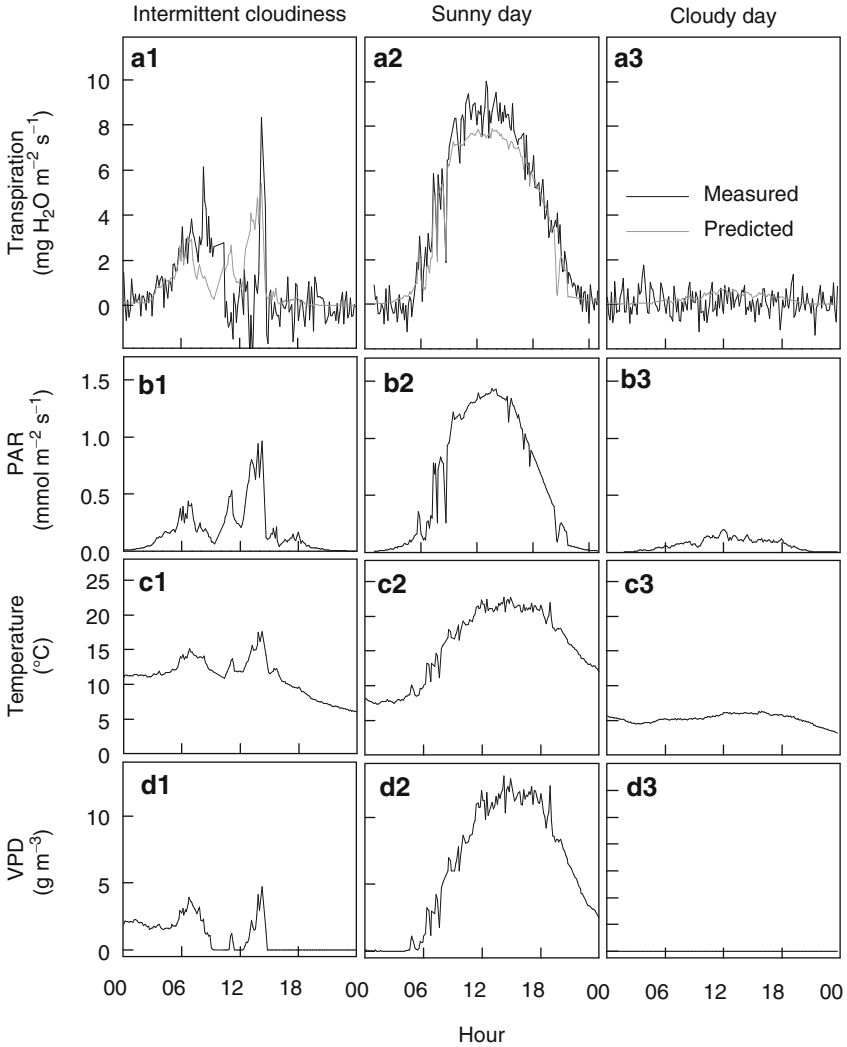 Intermittent cloudiness
Sunny day
Cloudy day
a1
a2
a3
Transpiration
(mg H₂O m⁻² s⁻¹)
10
8
6
4
2
0
Measured
Predicted
b1
b2
b3
PAR
(mmol m⁻² s⁻¹)
1.5
1.0
0.5
0.0
c1
c2
c3
Temperature
(°C)
25
20
15
10
5
0
d1
d2
d3
VPD
(g m⁻³)
10
5
0
00 06 12 18 00 06 12 18 00 06 12 18 00
Hour